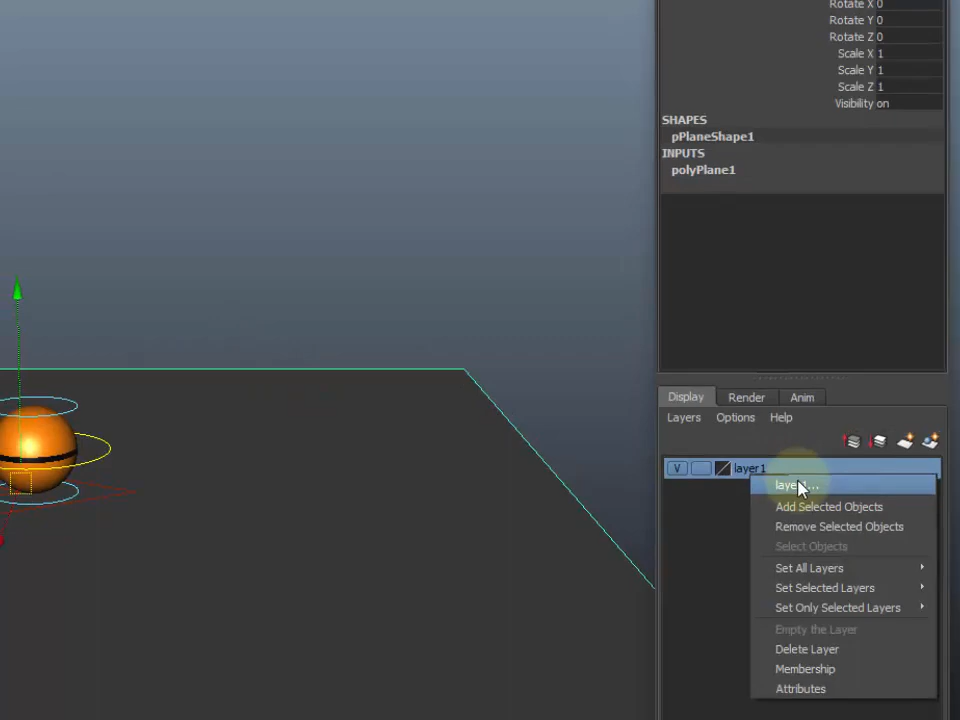 Rotate X 0
Rotate Y 0
Rotate Z 0
Scale X 1
Scale Y 1
Scale Z 1
Visibility on
SHAPES
pPlaneShape1
INPUTS
polyPlane1
Display Render Anim
Layers Options Help
V layer1
Add Selected Objects
Remove Selected Objects
Select Objects
Set All Layers
Set Selected Layers
Set Only Selected Layers
Empty the Layer
Delete Layer
Membership
Attributes